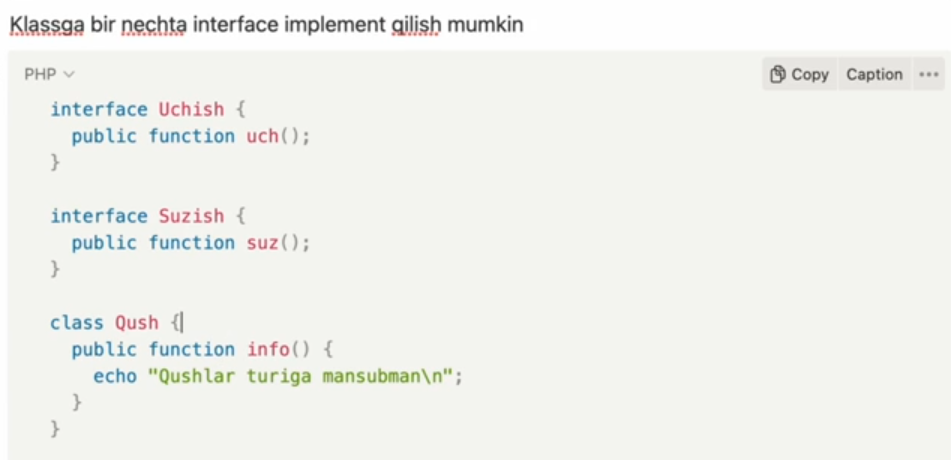 Klassga bir nechta interface implement qilish mumkin
PHP
Copy Caption
interface Uchish {
public function uch();
}
interface Suzish {
public function suz();
}
class Qush {
public function info() {
echo "Qushlar turiga mansubman\n";
}
}